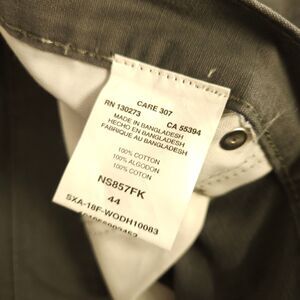 CARE 307
RN 130273 CA 55394
MADE IN BANGLADESH
HECHO EN BANGLADESH
FABRIQUE AU BANGLADESH
100% COTTON
100% ALGODON
100% COTON
NS857FK
44
SXA-18F-WODH10083